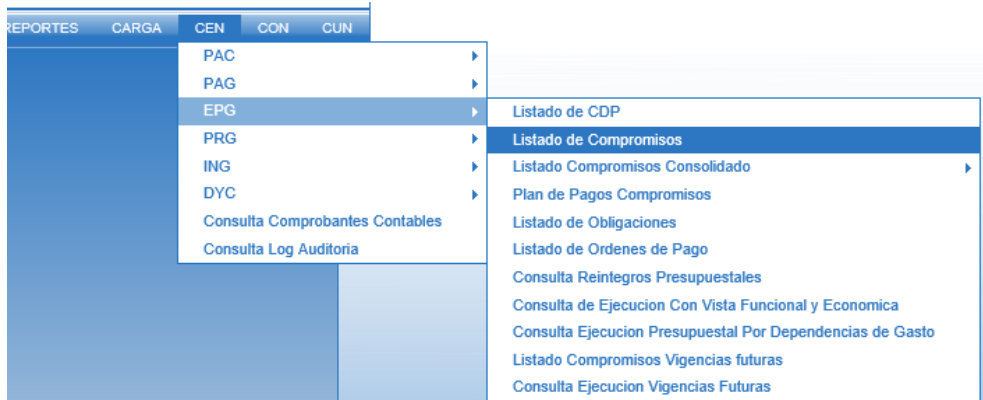 REPORTES CARGA CEN CON CUN
PAC
PAG
EPG
PRG
ING
DYC
Consulta Comprobantes Contables
Consulta Log Auditoria
Listado de CDP
Listado de Compromisos
Listado Compromisos Consolidado
Plan de Pagos Compromisos
Listado de Obligaciones
Listado de Ordenes de Pago
Consulta Reintegros Presupuestales
Consulta de Ejecucion Con Vista Funcional y Economica
Consulta Ejecucion Presupuestal Por Dependencias de Gasto
Listado Compromisos Vigencias futuras
Consulta Ejecucion Vigencias Futuras